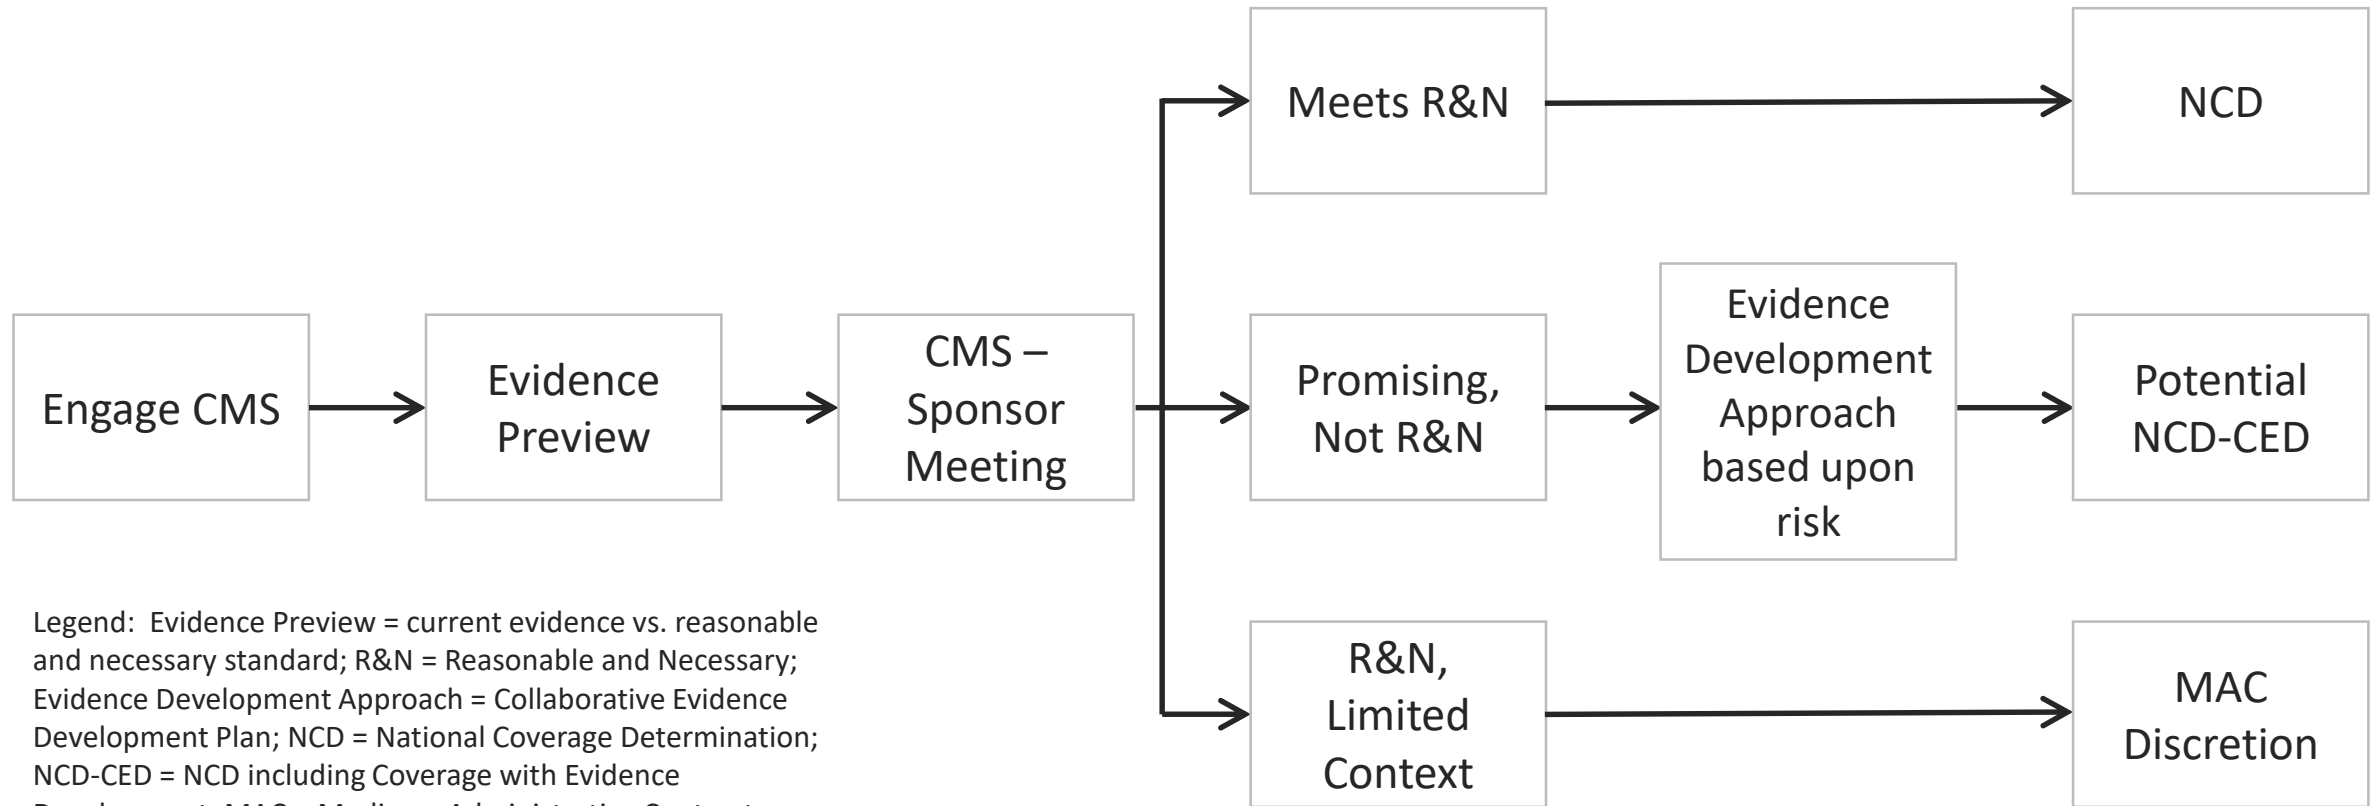 Meets R&N
NCD
Engage CMS
Evidence
Preview
CMS –
Sponsor
Meeting
Promising,
Not R&N
Evidence
Development
Approach
based upon
risk
Potential
NCD-CED
R&N,
Limited
Context
MAC
Discretion
Legend:  Evidence Preview = current evidence vs. reasonable
and necessary standard; R&N = Reasonable and Necessary;
Evidence Development Approach = Collaborative Evidence
Development Plan; NCD = National Coverage Determination;
NCD-CED = NCD including Coverage with Evidence